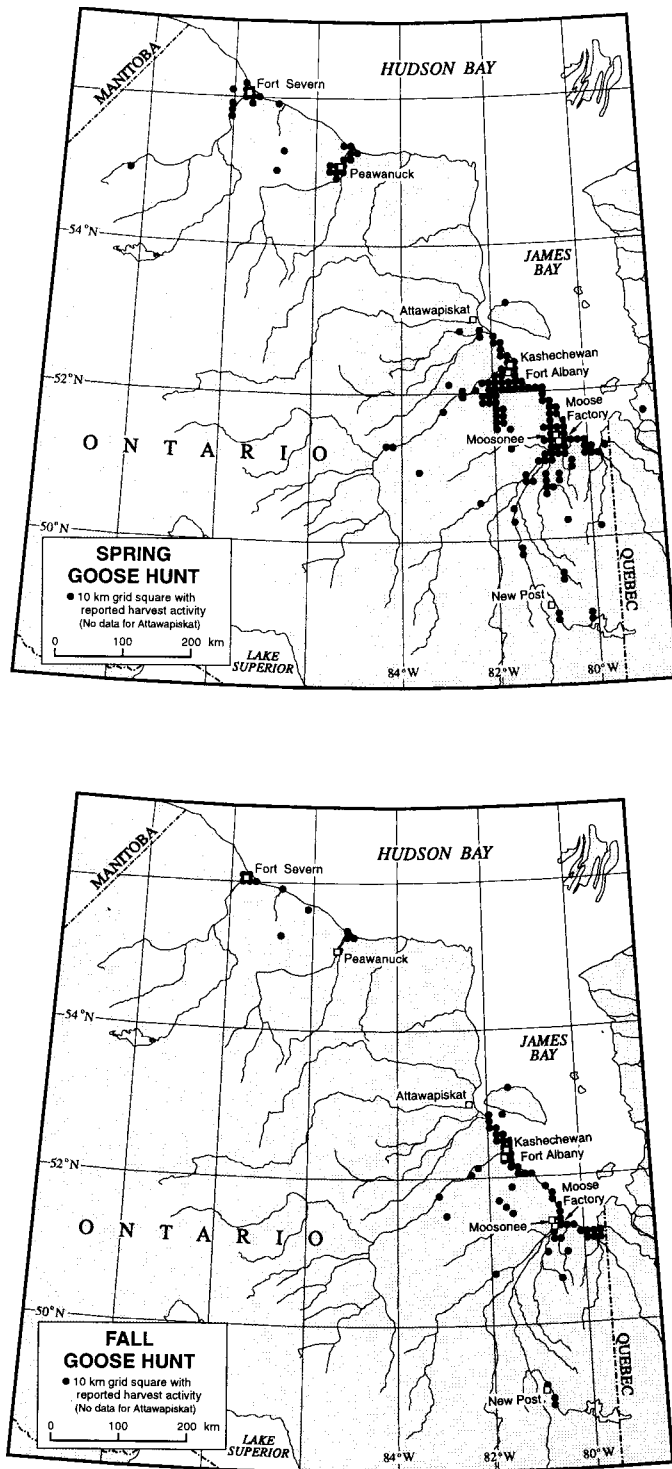 MANITOBA
HUDSON BAY
Fort Severn
Peawanuck
54°N
JAMES
BAY
Attawapiskat
Kashechewan
Fort Albany
52°N
Moose
Factory
Moosonee
ONTARIO
50°N
SPRING
GOOSE HUNT
● 10 km grid square with
reported harvest activity
(No data for Attawapiskat)
0 100 200 km
New Post
QUEBEC
LAKE
SUPERIOR
84°W
82°W
80°W
MANITOBA
HUDSON BAY
Fort Severn
Peawanuck
54°N
JAMES
BAY
Attawapiskat
Kashechewan
Fort Albany
52°N
Moose
Factory
Moosonee
ONTARIO
50°N
FALL
GOOSE HUNT
● 10 km grid square with
reported harvest activity
(No data for Attawapiskat)
0 100 200 km
New Post
QUEBEC
LAKE
SUPERIOR
84°W
82°W
80°W